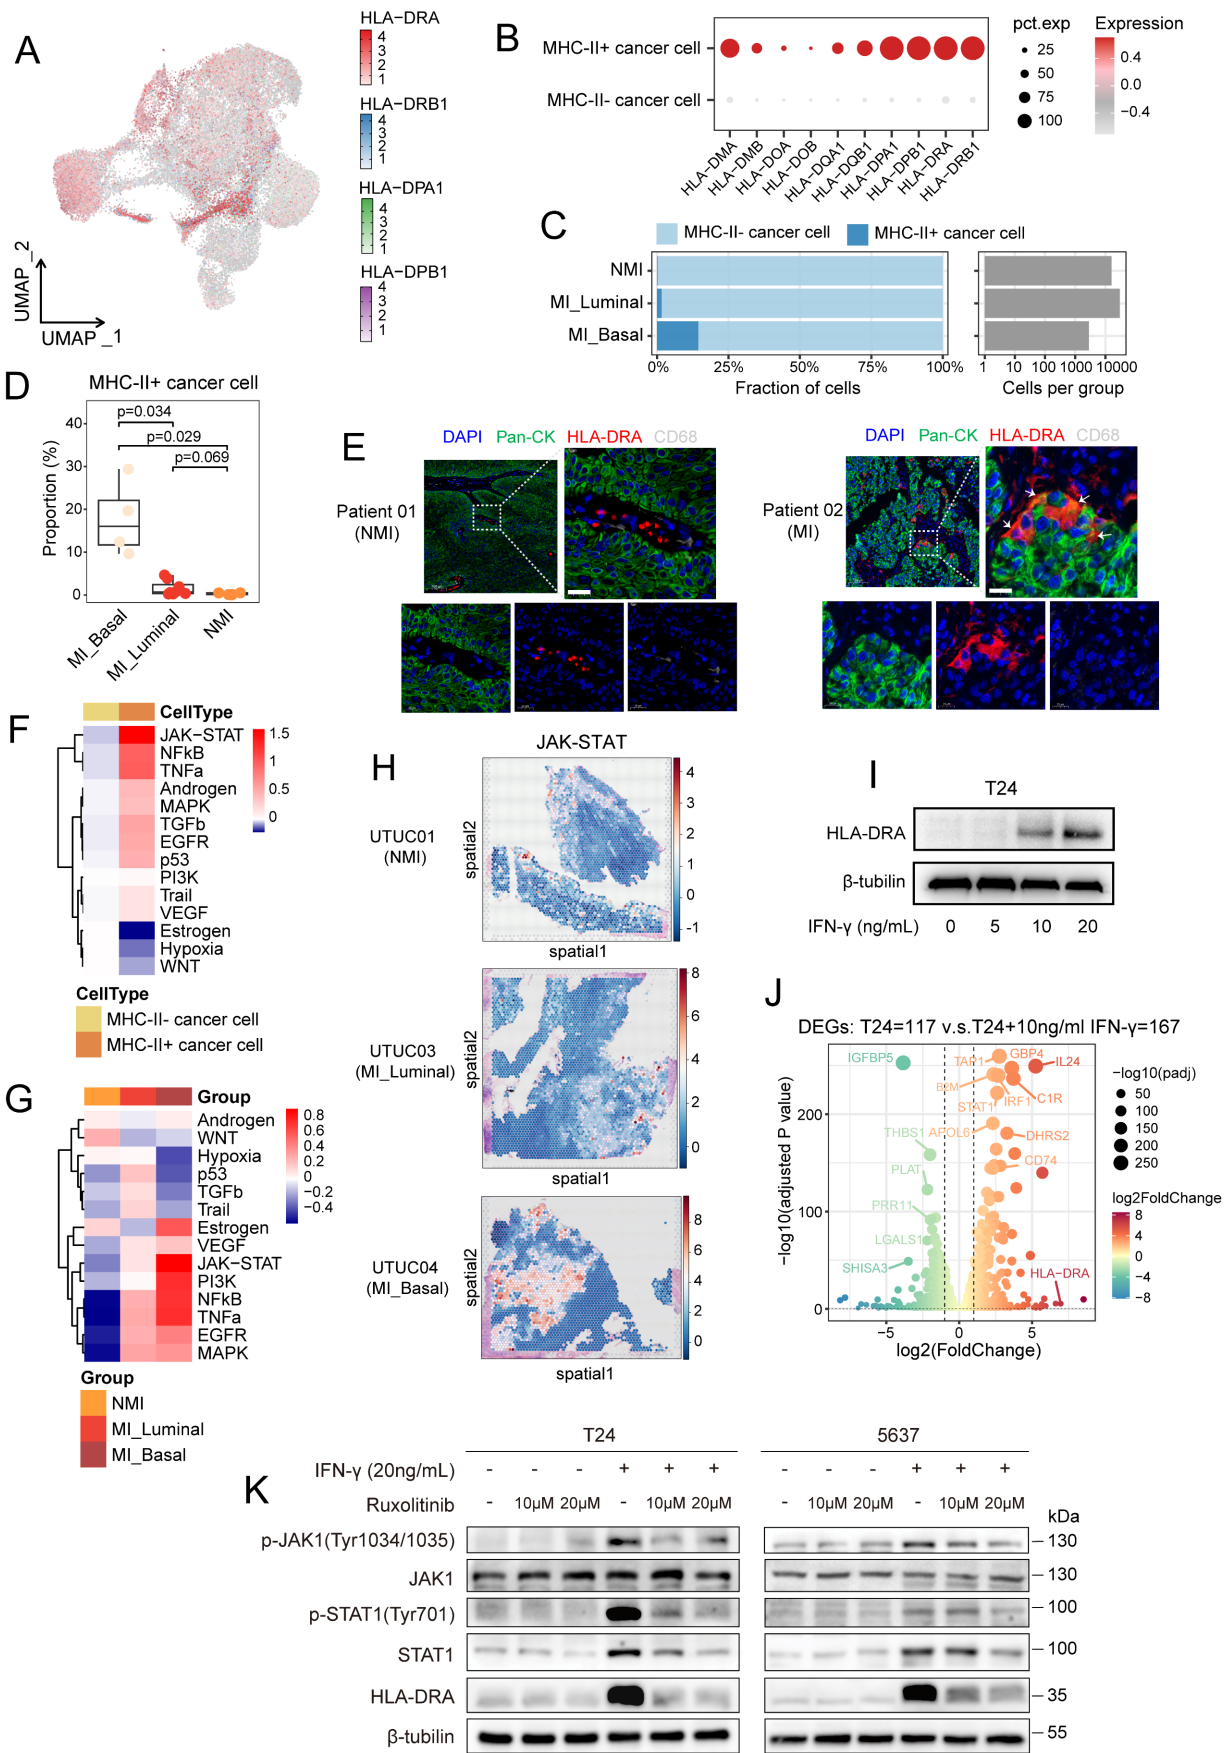 A
HLA−DRA
4
3
2
1
HLA−DRB1
4
3
2
1
HLA−DPA1
4
3
2
1
HLA−DPB1
4
3
2
1
UMAP_2
UMAP_1
B
MHC-II+ cancer cell
MHC-II- cancer cell
HLA−DMA
HLA−DMB
HLA−DOA
HLA−DOB
HLA−DQA1
HLA−DQB1
HLA−DPA1
HLA−DPB1
HLA−DRA
HLA−DRB1
pct.exp
25
50
75
100
Expression
0.4
0.0
−0.4
C
MHC-II- cancer cell
MHC-II+ cancer cell
NMI
MI_Luminal
MI_Basal
0%
25%
50%
75%
100%
Fraction of cells
1
10
100
1000
10000
Cells per group
D
MHC-II+ cancer cell
p=0.034
p=0.029
p=0.069
Proportion (%)
40
30
20
10
0
MI_Basal
MI_Luminal
NMI
E
DAPI Pan-CK HLA-DRA CD68
Patient 01
(NMI)
DAPI Pan-CK HLA-DRA CD68
Patient 02
(MI)
F
CellType
JAK−STAT
NFkB
TNFa
Androgen
MAPK
TGFb
EGFR
p53
PI3K
Trail
VEGF
Estrogen
Hypoxia
WNT
1.5
1
0.5
0
CellType
MHC-II- cancer cell
MHC-II+ cancer cell
G
Group
Androgen
WNT
Hypoxia
p53
TGFb
Trail
Estrogen
VEGF
JAK−STAT
PI3K
NFkB
TNFa
EGFR
MAPK
0.8
0.6
0.4
0.2
0
−0.2
−0.4
Group
NMI
MI_Luminal
MI_Basal
H
JAK-STAT
UTUC01
(NMI)
spatial2
spatial1
4
3
2
1
0
-1
UTUC03
(MI_Luminal)
spatial2
spatial1
8
6
4
2
0
UTUC04
(MI_Basal)
spatial2
spatial1
8
6
4
2
0
I
T24
HLA-DRA
β-tubilin
IFN-γ (ng/mL) 0 5 10 20
J
DEGs: T24=117 v.s.T24+10ng/ml IFN-γ=167
IGFBP5
TAP1
GBP4
IL24
B2M
IRF1
C1R
STAT1
THBS1
APOL6
DHRS2
PLAT
CD74
PRR11
LGALS1
SHISA3
HLA−DRA
−log10(adjusted P value)
200
100
0
−5
0
5
log2(FoldChange)
−log10(padj)
50
100
150
200
250
log2FoldChange
8
4
0
−4
−8
K
T24
5637
IFN-γ (20ng/mL) - - - + + + - - - + + +
Ruxolitinib - 10μM 20μM - 10μM 20μM - 10μM 20μM - 10μM 20μM
kDa
p-JAK1(Tyr1034/1035) 130
JAK1 130
p-STAT1(Tyr701) 100
STAT1 100
HLA-DRA 35
β-tubilin 55